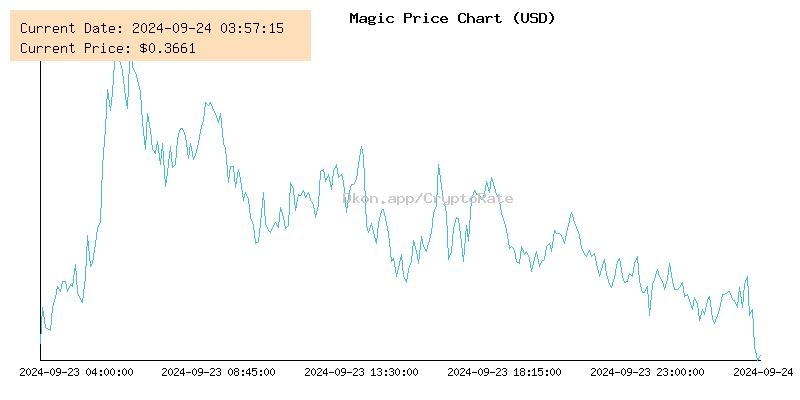 Magic Price Chart (USD)
Current Date: 2024-09-24 03:57:15
Current Price: $0.3661
Dkon.app/CryptoRate
2024-09-23 04:00:00
2024-09-23 08:45:00
2024-09-23 13:30:00
2024-09-23 18:15:00
2024-09-23 23:00:00
2024-09-24